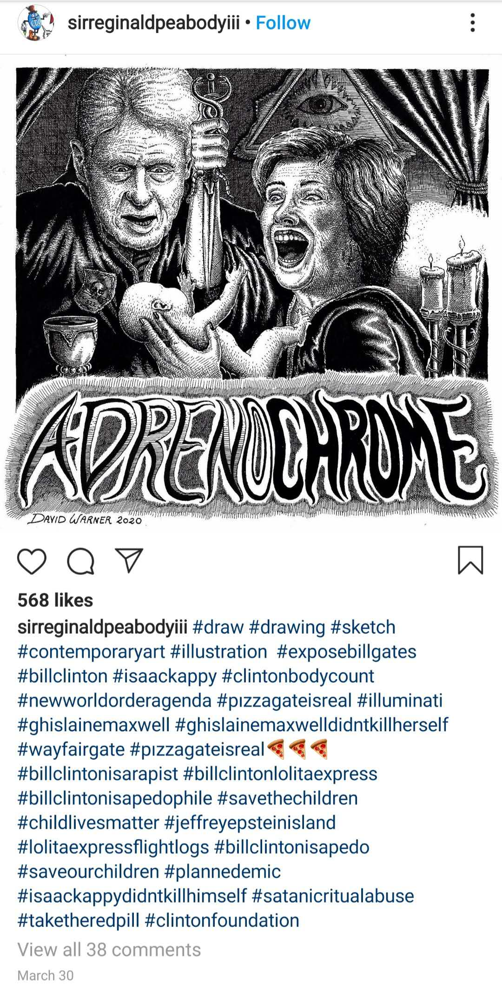 CDC
sirreginaldpeabodyiii • Follow
ADRENOCHROME
DAVID WARNER 2020
568 likes
sirreginaldpeabodyiii #draw #drawing #sketch
#contemporaryart #illustration #exposebillgates
#billclinton #isaackappy #clintonbodycount
#newworldorderagenda #pızzagateisreal #illuminati
#ghislainemaxwell #ghislainemaxwelldidntkillherself
#wayfairgate #pızzagateisreal🍕🍕🍕
#billclintonisarapist #billclintonlolitaexpress
#billclintonisapedophile #savethechildren
#childlivesmatter #jeffreyepsteinisland
#lolitaexpressflightlogs #billclintonisapedo
#saveourchildren #plannedemic
#isaackappydidntkillhimself #satanicritualabuse
#taketheredpill #clintonfoundation
View all 38 comments
March 30